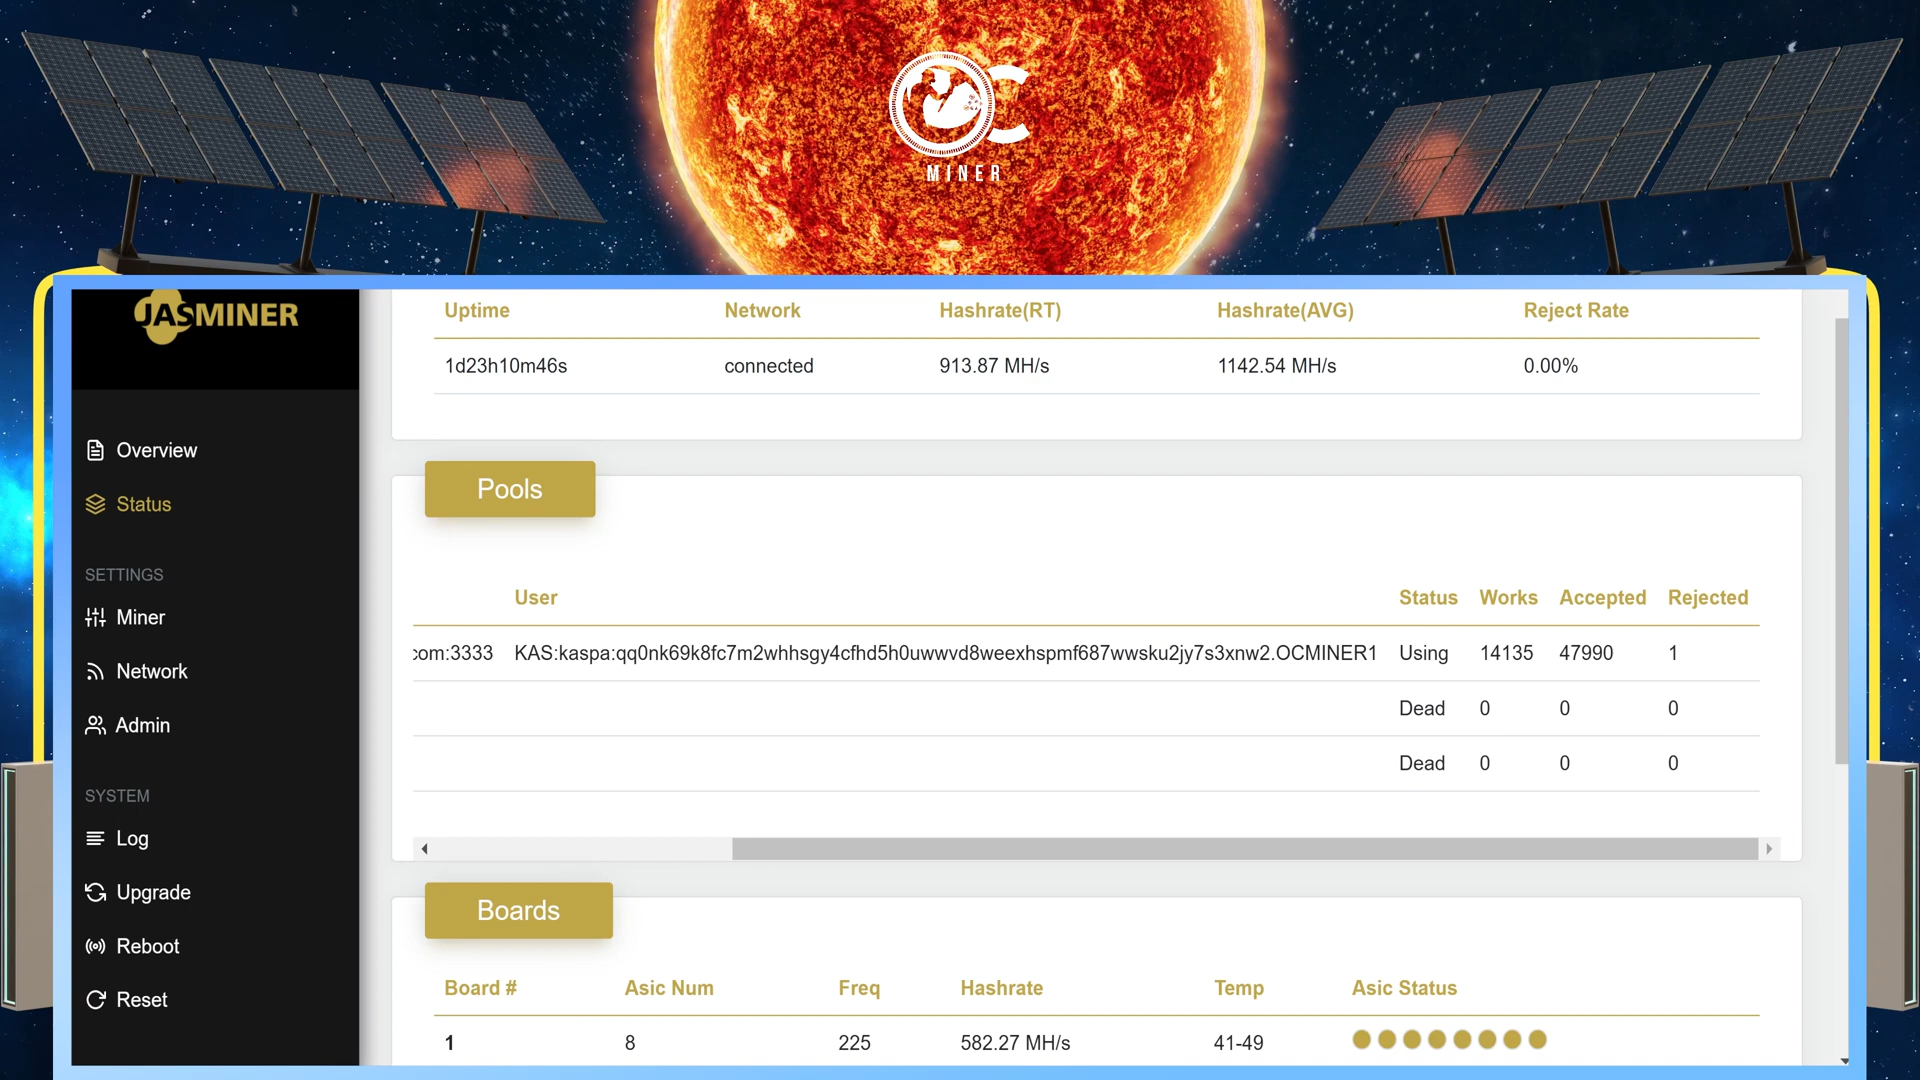 C
MINER
JASMINER
Overview
Status
SETTINGS
Miner
Network
Admin
SYSTEM
Log
Upgrade
Reboot
Reset
Uptime Network Hashrate(RT) Hashrate(AVG) Reject Rate
1d23h10m46s connected 913.87 MH/s 1142.54 MH/s 0.00%
Pools
User Status Works Accepted Rejected
com:3333 KAS:kaspa:qq0nk69k8fc7m2whhsgy4cfhd5h0uwwvd8weexhspmf687wwsku2jy7s3xnw2.OCMINER1 Using 14135 47990 1
Dead 0 0 0
Dead 0 0 0
Boards
Board # Asic Num Freq Hashrate Temp Asic Status
1 8 225 582.27 MH/s 41-49